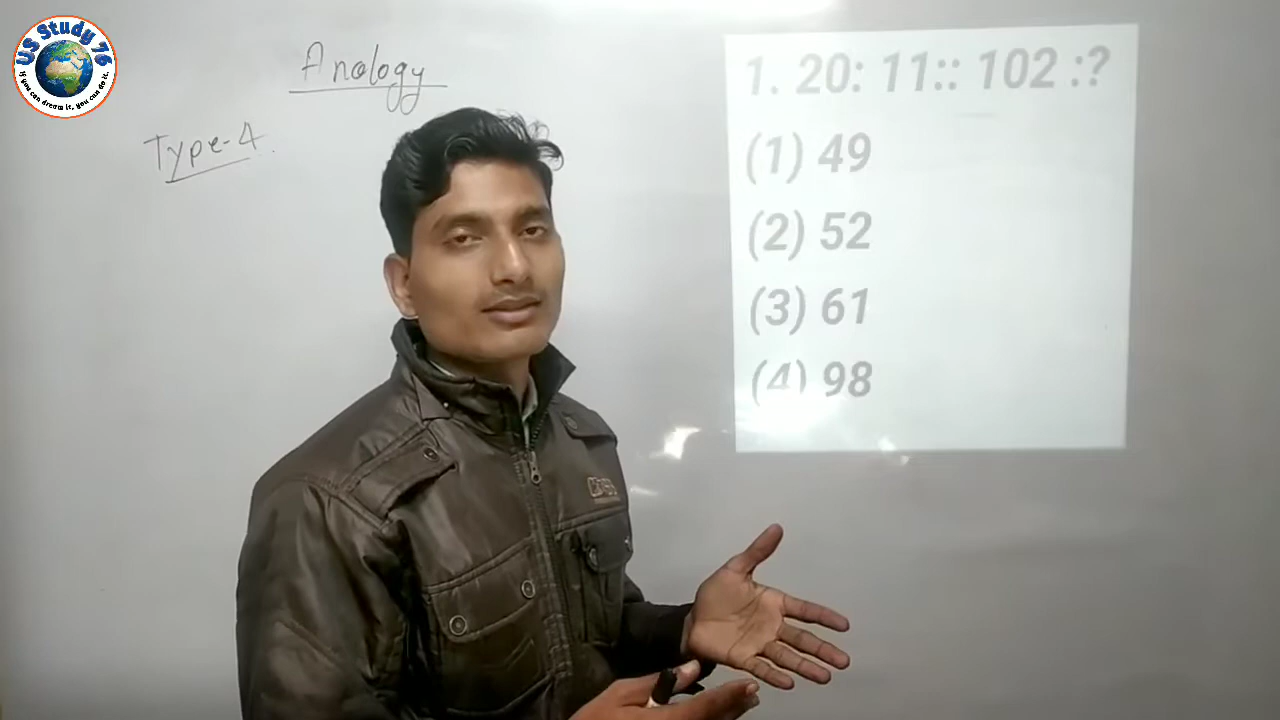 US Study 76
If you can dream it, you can do it.
Anology
Type-4.
1. 20: 11:: 102 :?
(1) 49
(2) 52
(3) 61
(4) 98